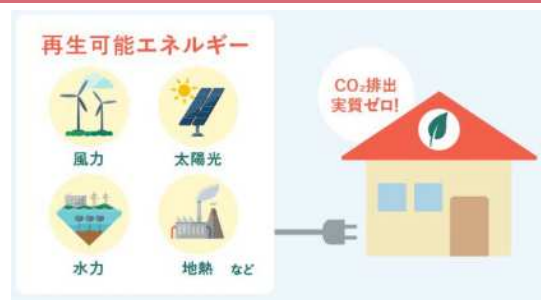 再生可能エネルギー
風力
太陽光
水力
地熱 など
CO₂排出
実質ゼロ!